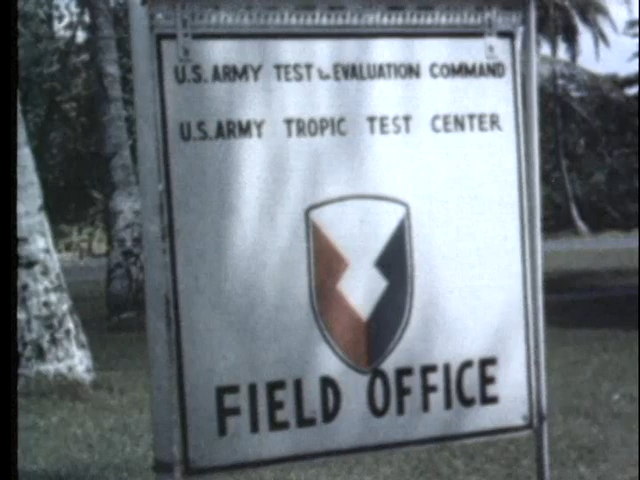 U.S. ARMY TEST & EVALUATION COMMAND
U.S. ARMY TROPIC TEST CENTER
FIELD OFFICE